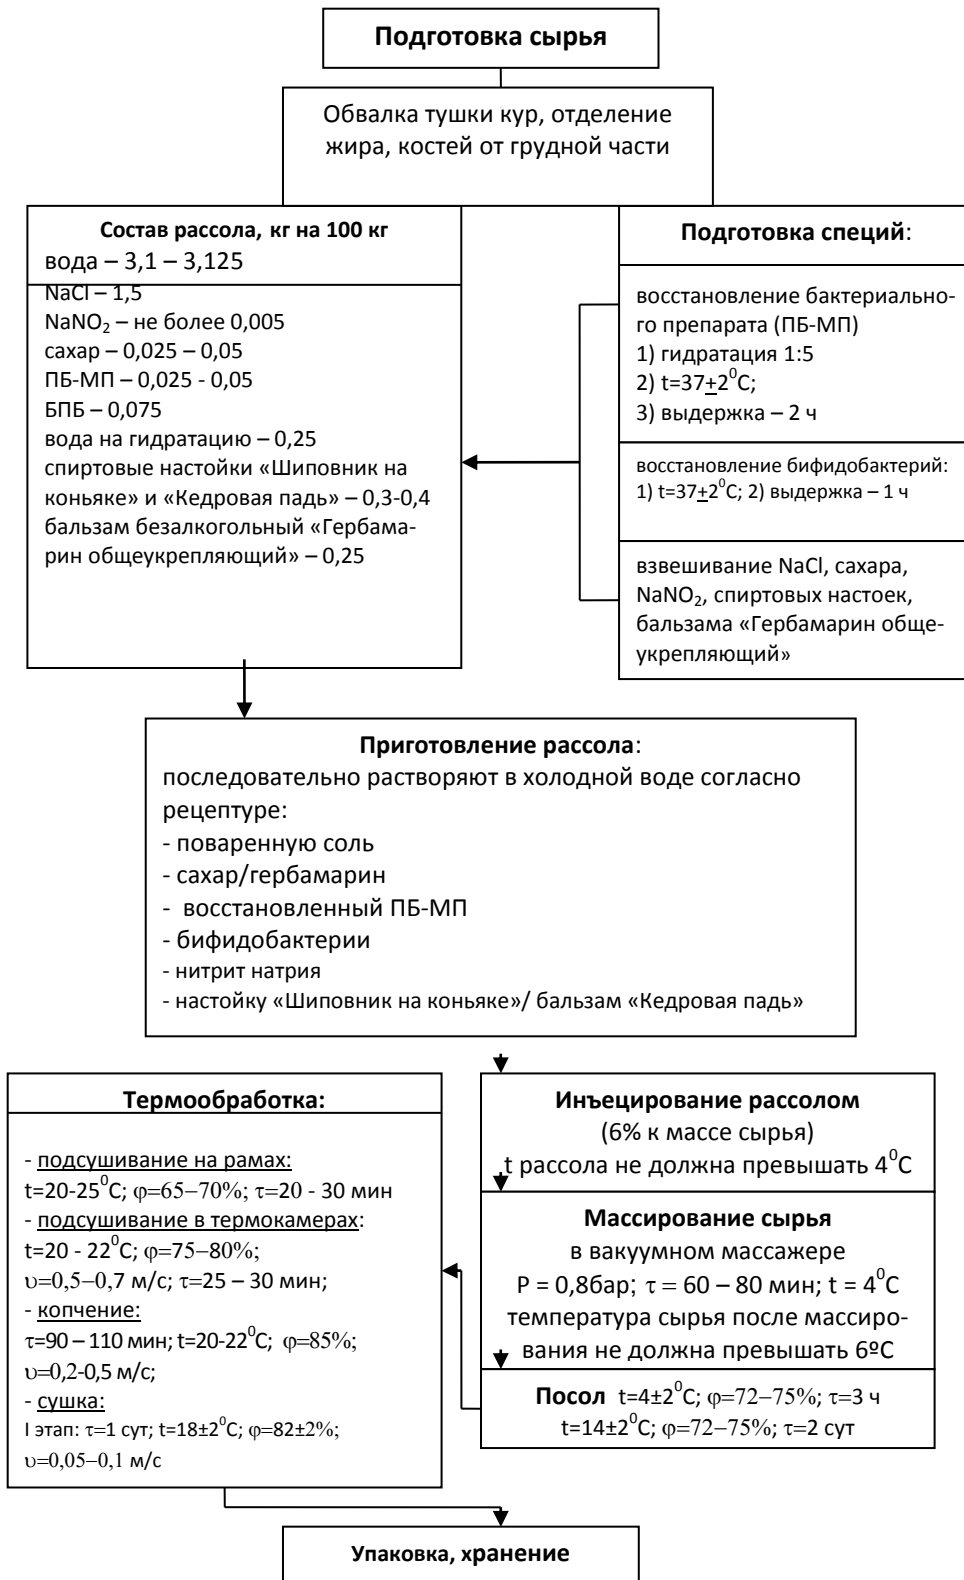 Подготовка сырья
Обвалка тушки кур, отделение
жира, костей от грудной части
Состав рассола, кг на 100 кг
вода – 3,1 – 3,125
NaCl – 1,5
NaNO₂ – не более 0,005
сахар – 0,025 – 0,05
ПБ-МП – 0,025 - 0,05
БПБ – 0,075
вода на гидратацию – 0,25
спиртовые настойки «Шиповник на
коньяке» и «Кедровая падь» – 0,3-0,4
бальзам безалкогольный «Гербама-
рин общеукрепляющий» – 0,25
Подготовка специй:
восстановление бактериально-
го препарата (ПБ-МП)
1) гидратация 1:5
2) t=37±2⁰С;
3) выдержка – 2 ч
восстановление бифидобактерий:
1) t=37±2⁰С; 2) выдержка – 1 ч
взвешивание NaCl, сахара,
NaNO₂, спиртовых настоек,
бальзама «Гербамарин обще-
укрепляющий»
Приготовление рассола:
последовательно растворяют в холодной воде согласно
рецептуре:
- поваренную соль
- сахар/гербамарин
- восстановленный ПБ-МП
- бифидобактерии
- нитрит натрия
- настойку «Шиповник на коньяке»/ бальзам «Кедровая падь»
Инъецирование рассолом
(6% к массе сырья)
t рассола не должна превышать 4⁰С
Массирование сырья
в вакуумном массажере
Р = 0,8бар; τ = 60 – 80 мин; t = 4⁰С
температура сырья после массиро-
вания не должна превышать 6ºС
Посол t=4±2⁰С; φ=72–75%; τ=3 ч
t=14±2⁰С; φ=72–75%; τ=2 сут
Термообработка:
- подсушивание на рамах:
t=20-25⁰С; φ=65–70%; τ=20 - 30 мин
- подсушивание в термокамерах:
t=20 - 22⁰С; φ=75–80%;
υ=0,5–0,7 м/с; τ=25 – 30 мин;
- копчение:
τ=90 – 110 мин; t=20-22⁰С; φ=85%;
υ=0,2-0,5 м/с;
- сушка:
I этап: τ=1 сут; t=18±2⁰С; φ=82±2%;
υ=0,05–0,1 м/с
Упаковка, хранение